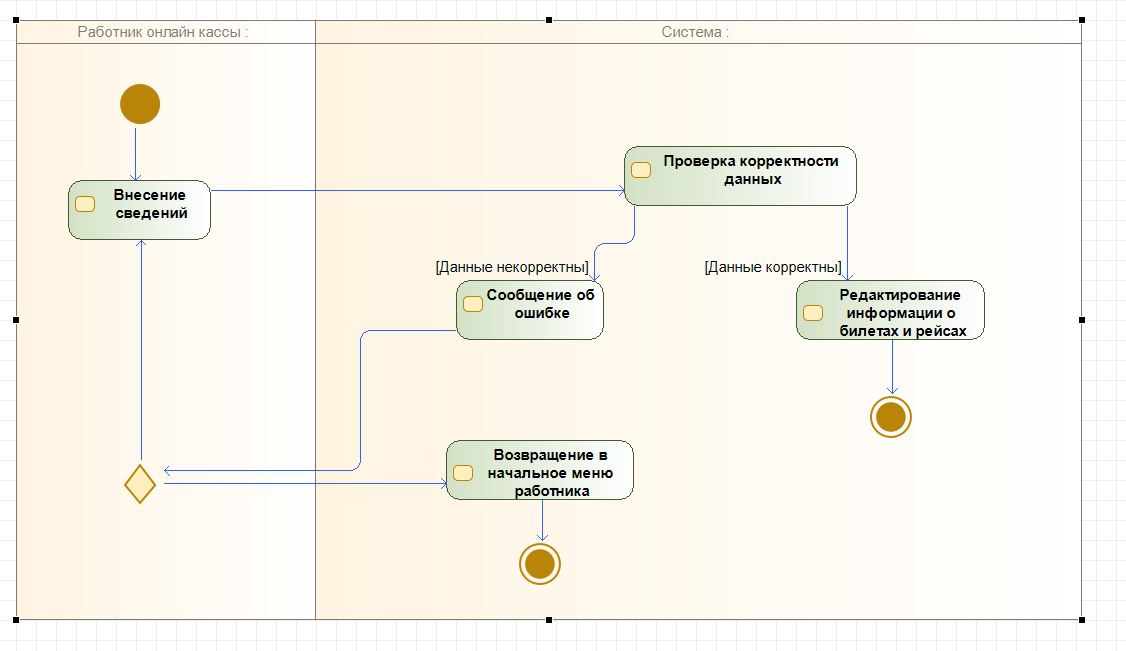 Работник онлайн кассы :
Система :
Внесение
сведений
Проверка корректности
данных
[Данные некорректны]
[Данные корректны]
Сообщение об
ошибке
Редактирование
информации о
билетах и рейсах
Возвращение в
начальное меню
работника